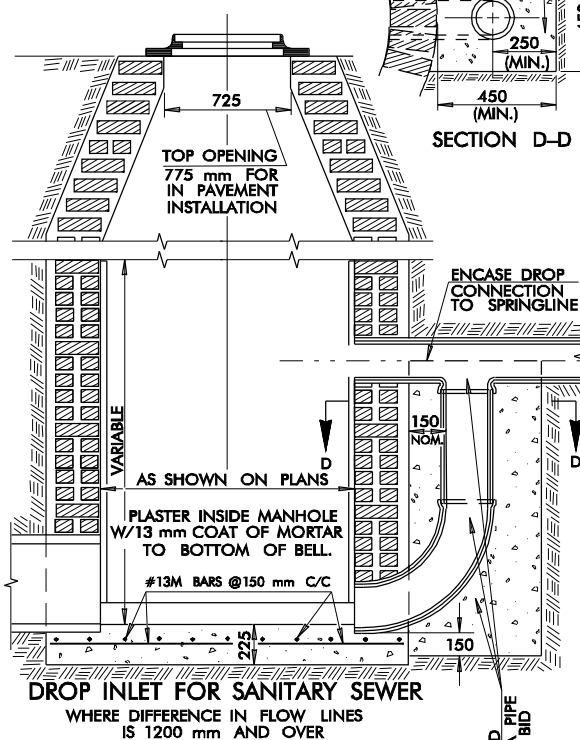 250
(MIN.)
450
(MIN.)
SECTION D–D
725
TOP OPENING
775 mm FOR
IN PAVEMENT
INSTALLATION
ENCASE DROP
CONNECTION
TO SPRINGLINE
VARIABLE
150
NOM.
D
D
AS SHOWN ON PLANS
PLASTER INSIDE MANHOLE
W/13 mm COAT OF MORTAR
TO BOTTOM OF BELL.
#13M BARS @150 mm C/C
225
150
DROP INLET FOR SANITARY SEWER
WHERE DIFFERENCE IN FLOW LINES
IS 1200 mm AND OVER
PIPE
BID